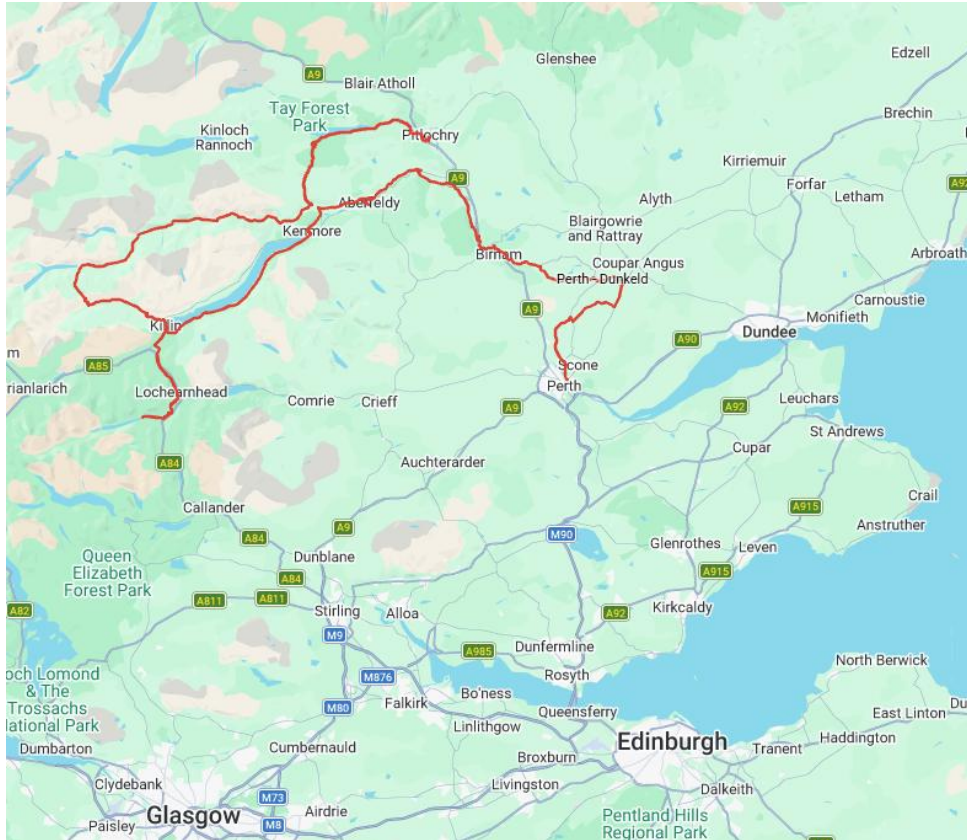 Edzell
Glenshee
A9
Blair Atholl
Tay Forest
Park
Brechin
Kinloch
Rannoch
Pitlochry
Kirriemuir
A9
Forfar
A92
Letham
Alyth
Aberfeldy
Blairgowrie
and Rattray
Kenmore
Birnam
Arbroath
Coupar Angus
Perth - Dunkeld
Carnoustie
A9
Monifieth
Killin
Dundee
A90
m
A85
rianlarich
Scone
Perth
Lochearnhead
Comrie
Crieff
A9
A92
Leuchars
St Andrews
A84
Auchterarder
Cupar
Crail
Callander
A915
Anstruther
A9
A84
M90
Glenrothes
Leven
Queen
Elizabeth
Forest Park
Dunblane
A84
A915
A811
A811
A82
Stirling
Alloa
A92
Kirkcaldy
M9
Dunfermline
A985
North Berwick
och Lomond
& The
Trossachs
National Park
M876
Rosyth
Bo'ness
Falkirk
M80
Queensferry
East Linton
Du
Linlithgow
Haddington
Dumbarton
Cumbernauld
Edinburgh
Tranent
Broxburn
Clydebank
Livingston
Dalkeith
M73
Airdrie
Glasgow
Paisley
M8
Pentland Hills
Regional Park